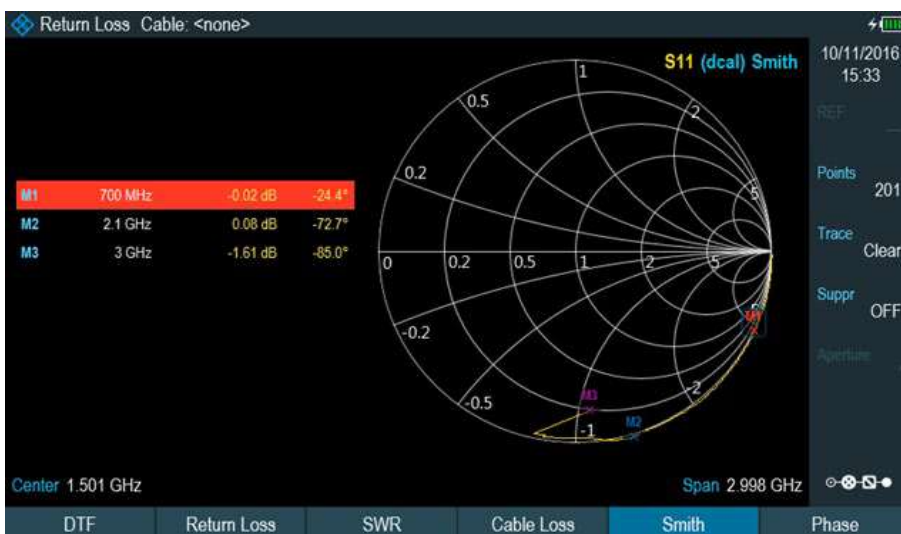 Return Loss Cable: <none>
10/11/2016
15:33
S11 (dcal) Smith
REF
Points
201
Trace
Clear
Suppr
OFF
Aperture
M1 700 MHz -0.02 dB -24.4°
M2 2.1 GHz 0.08 dB -72.7°
M3 3 GHz -1.61 dB -85.0°
1
0.5
2
0.2
5
0 0.2 0.5 1 2 5
M1
-0.2
-0.5
-2
M3
M2
-1
Center 1.501 GHz
Span 2.998 GHz
DTF Return Loss SWR Cable Loss Smith Phase